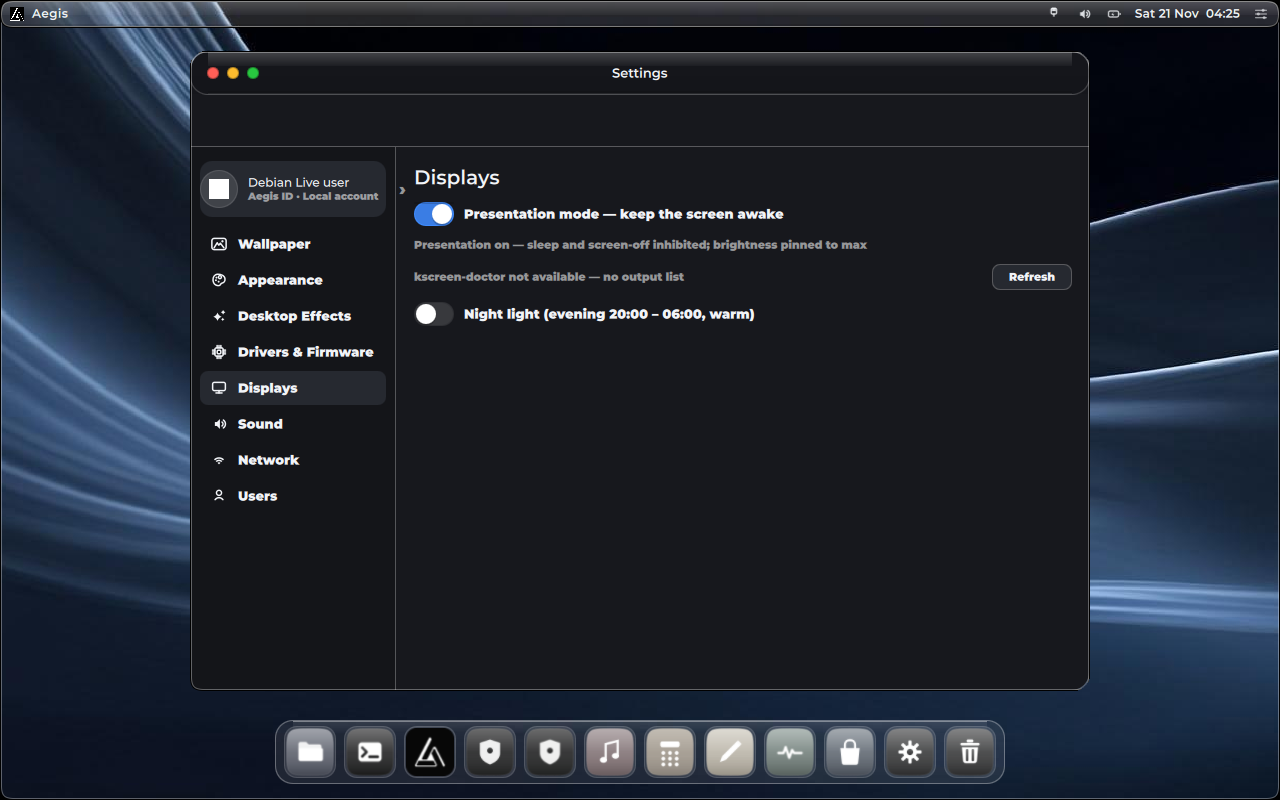 Aegis
Sat 21 Nov 04:25
Settings
Debian Live user
Aegis ID • Local account
Wallpaper
Appearance
Desktop Effects
Drivers & Firmware
Displays
Sound
Network
Users
Displays
Presentation mode — keep the screen awake
Presentation on — sleep and screen-off inhibited; brightness pinned to max
kscreen-doctor not available — no output list
Refresh
Night light (evening 20:00 – 06:00, warm)